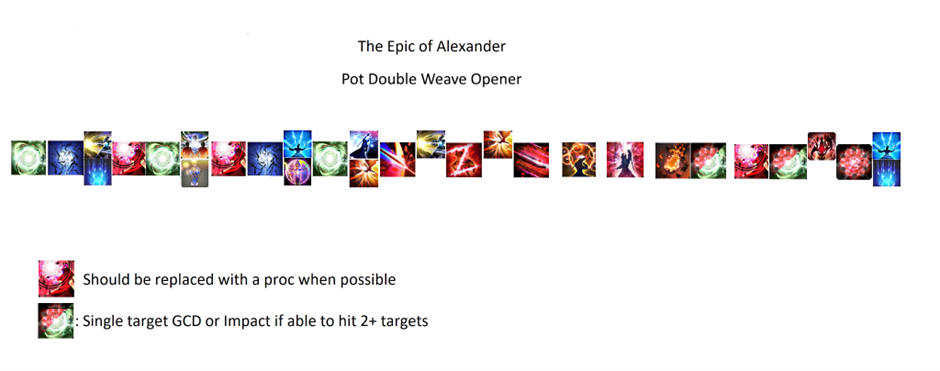 The Epic of Alexander
Pot Double Weave Opener
Should be replaced with a proc when possible
: Single target GCD or Impact if able to hit 2+ targets